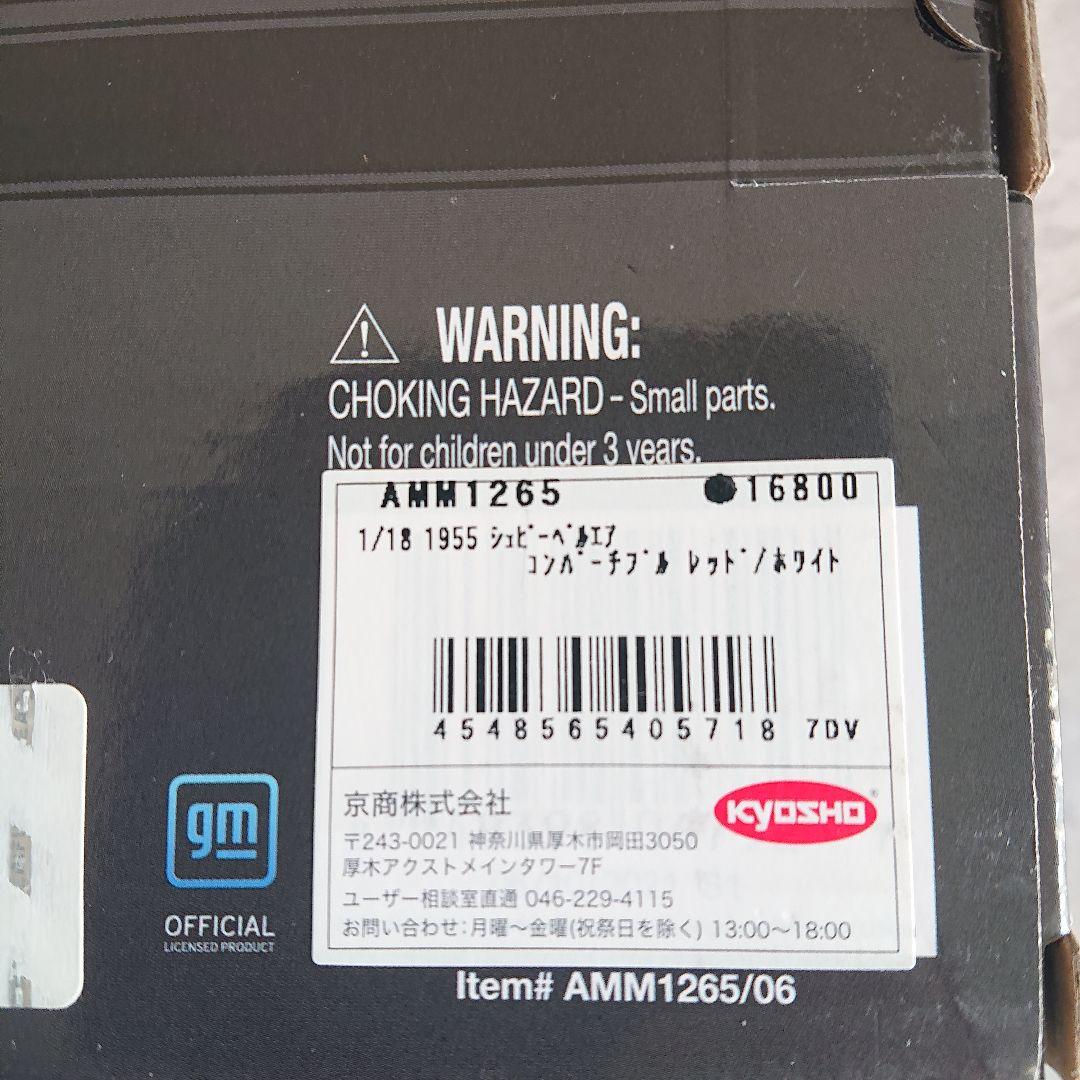 WARNING:
CHOKING HAZARD – Small parts.
Not for children under 3 years.
AMM1265 ●16800
1/18 1955 ｼｪﾋﾞｰﾍﾞﾙｴｱ
ｺﾝﾊﾞｰﾁﾌﾞﾙ ﾚｯﾄﾞ/ﾎﾜｲﾄ
4548565405718 7DV
京商株式会社
KYOSHO®
〒243-0021 神奈川県厚木市岡田3050
厚木アクストメインタワー7F
ユーザー相談室直通 046-229-4115
お問い合わせ:月曜～金曜(祝祭日を除く) 13:00～18:00
gm
OFFICIAL
LICENSED PRODUCT
Item# AMM1265/06